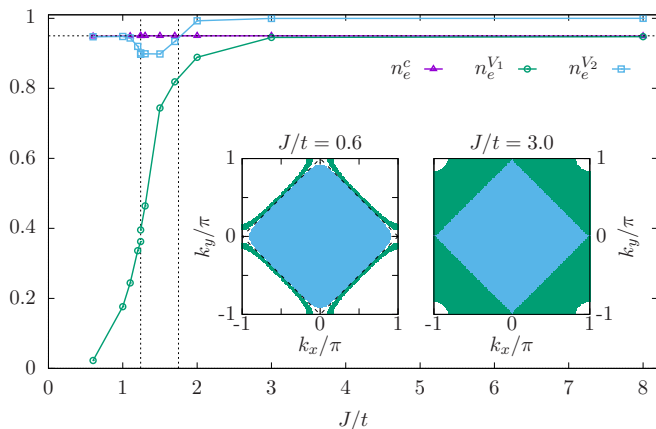 1
0.8
0.6
0.4
0.2
0
0 1 2 3 4 5 6 7 8
J/t
n_e^c n_e^{V_1} n_e^{V_2}
J/t = 0.6
1
0
-1
-1 0 1
k_x/π
k_y/π
J/t = 3.0
1
0
-1
-1 0 1
k_x/π
k_y/π